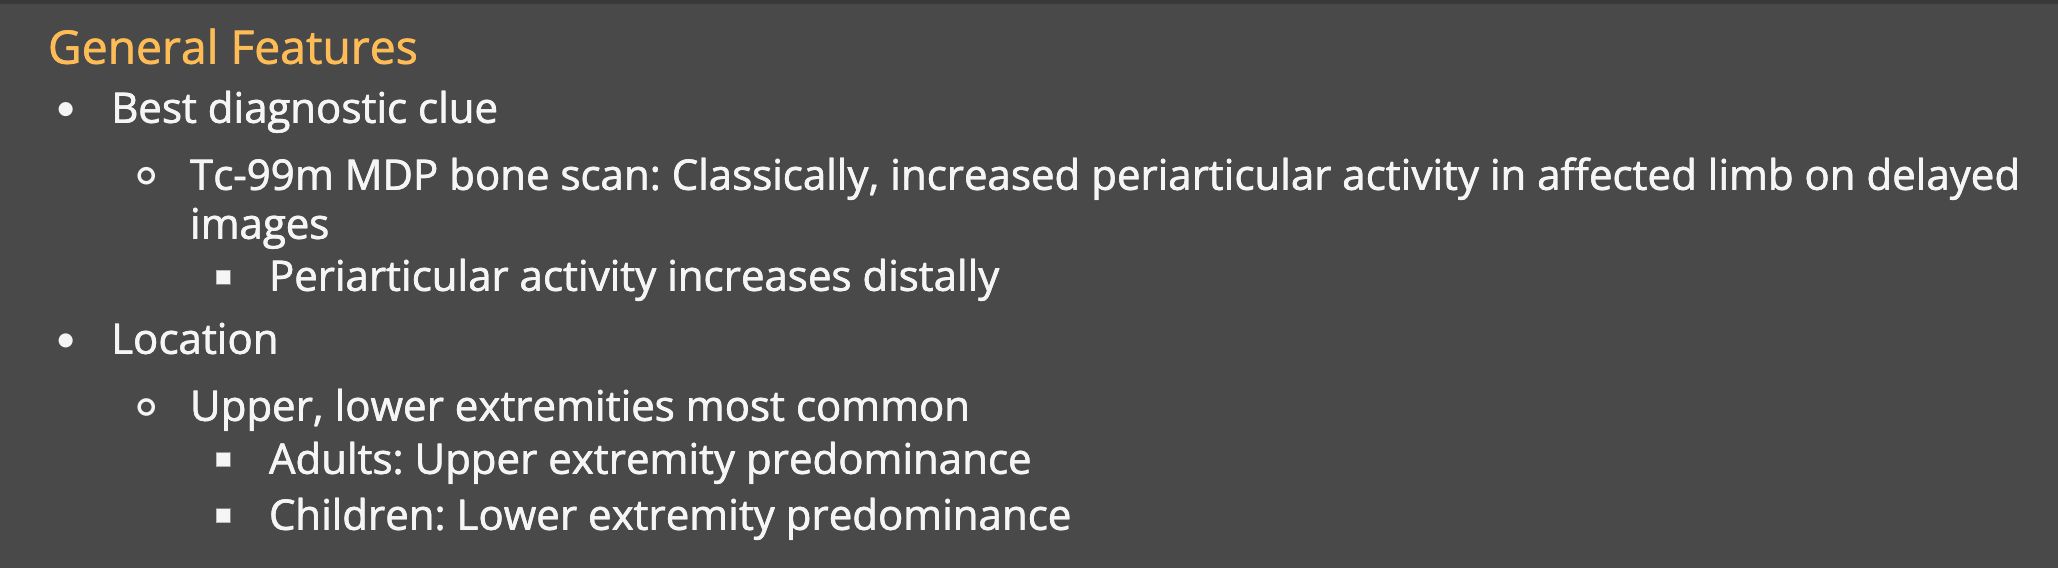 General Features
• Best diagnostic clue
◦ Tc-99m MDP bone scan: Classically, increased periarticular activity in affected limb on delayed
images
▪ Periarticular activity increases distally
• Location
◦ Upper, lower extremities most common
▪ Adults: Upper extremity predominance
▪ Children: Lower extremity predominance